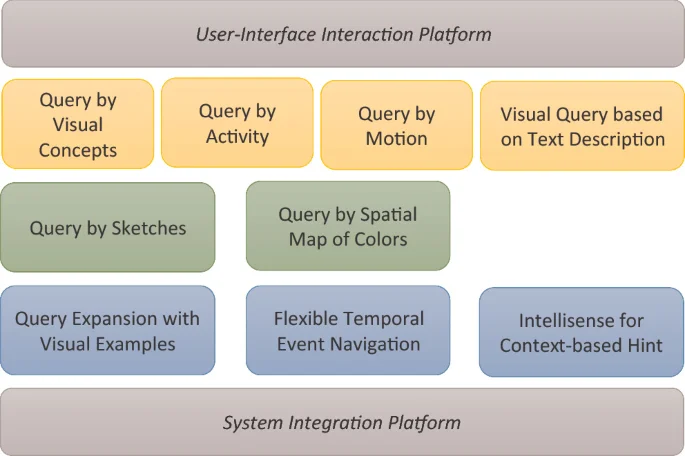 User-Interface Interaction Platform
Query by
Visual
Concepts
Query by
Activity
Query by
Motion
Visual Query based
on Text Description
Query by Sketches
Query by Spatial
Map of Colors
Query Expansion with
Visual Examples
Flexible Temporal
Event Navigation
Intellisense for
Context-based Hint
System Integration Platform